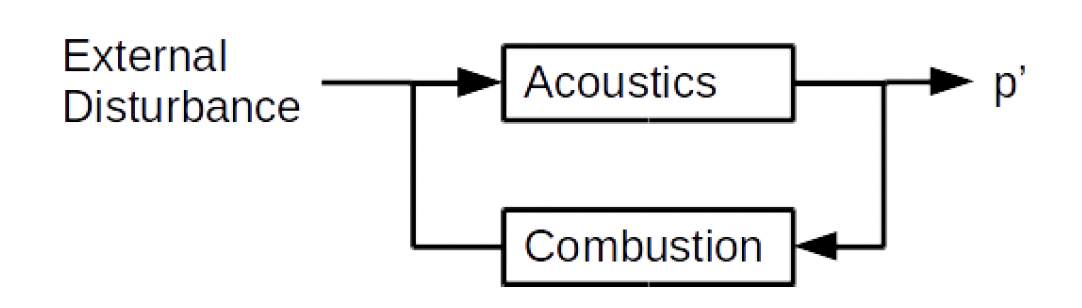 External
Disturbance
Acoustics
p’
Combustion